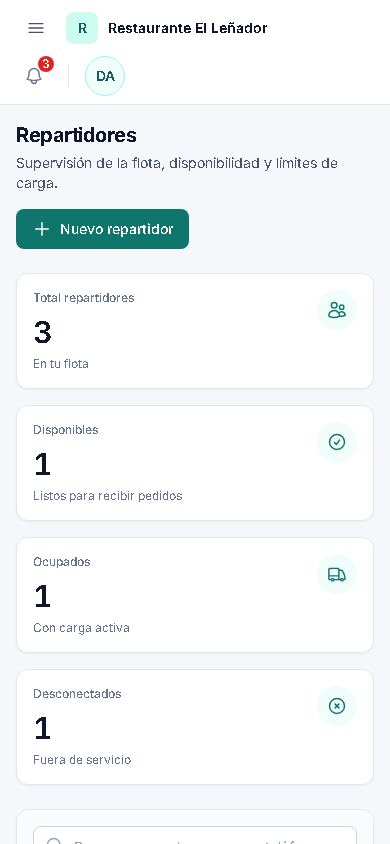 R Restaurante El Leñador
3
DA
Repartidores
Supervisión de la flota, disponibilidad y límites de
carga.
Nuevo repartidor
Total repartidores
3
En tu flota
Disponibles
1
Listos para recibir pedidos
Ocupados
1
Con carga activa
Desconectados
1
Fuera de servicio